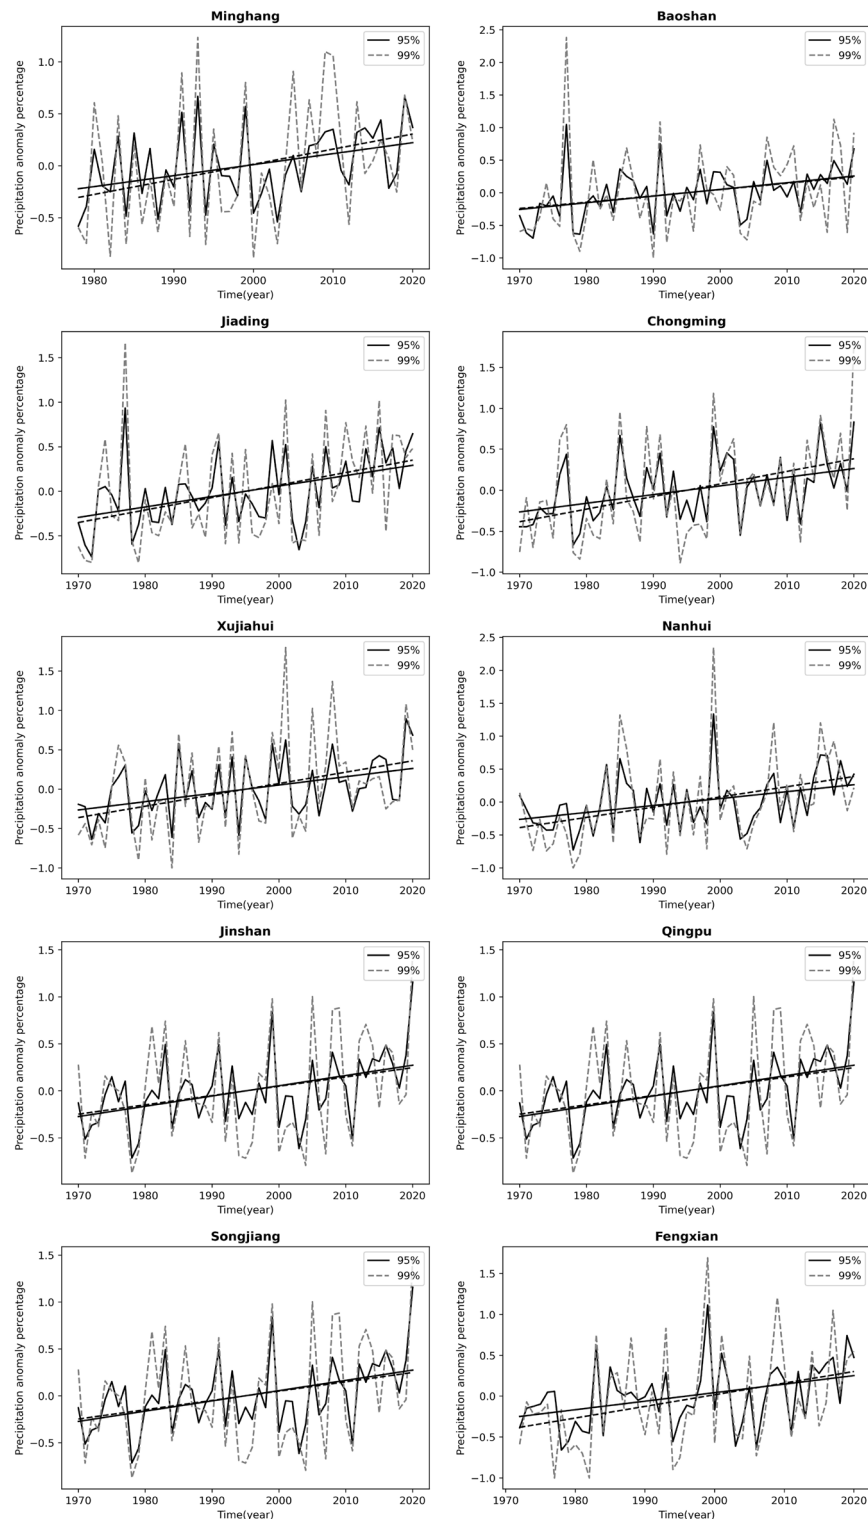 Minghang
Precipitation anomaly percentage
1.0
0.5
0.0
−0.5
95%
99%
1980 1990 2000 2010 2020
Time(year)
Baoshan
Precipitation anomaly percentage
2.5
2.0
1.5
1.0
0.5
0.0
−0.5
−1.0
95%
99%
1970 1980 1990 2000 2010 2020
Time(year)
Jiading
Precipitation anomaly percentage
1.5
1.0
0.5
0.0
−0.5
95%
99%
1970 1980 1990 2000 2010 2020
Time(year)
Chongming
Precipitation anomaly percentage
1.5
1.0
0.5
0.0
−0.5
−1.0
95%
99%
1970 1980 1990 2000 2010 2020
Time(year)
Xujiahui
Precipitation anomaly percentage
1.5
1.0
0.5
0.0
−0.5
−1.0
95%
99%
1970 1980 1990 2000 2010 2020
Time(year)
Nanhui
Precipitation anomaly percentage
2.5
2.0
1.5
1.0
0.5
0.0
−0.5
−1.0
95%
99%
1970 1980 1990 2000 2010 2020
Time(year)
Jinshan
Precipitation anomaly percentage
1.5
1.0
0.5
0.0
−0.5
95%
99%
1970 1980 1990 2000 2010 2020
Time(year)
Qingpu
Precipitation anomaly percentage
1.5
1.0
0.5
0.0
−0.5
95%
99%
1970 1980 1990 2000 2010 2020
Time(year)
Songjiang
Precipitation anomaly percentage
1.5
1.0
0.5
0.0
−0.5
95%
99%
1970 1980 1990 2000 2010 2020
Time(year)
Fengxian
Precipitation anomaly percentage
1.5
1.0
0.5
0.0
−0.5
−1.0
95%
99%
1970 1980 1990 2000 2010 2020
Time(year)